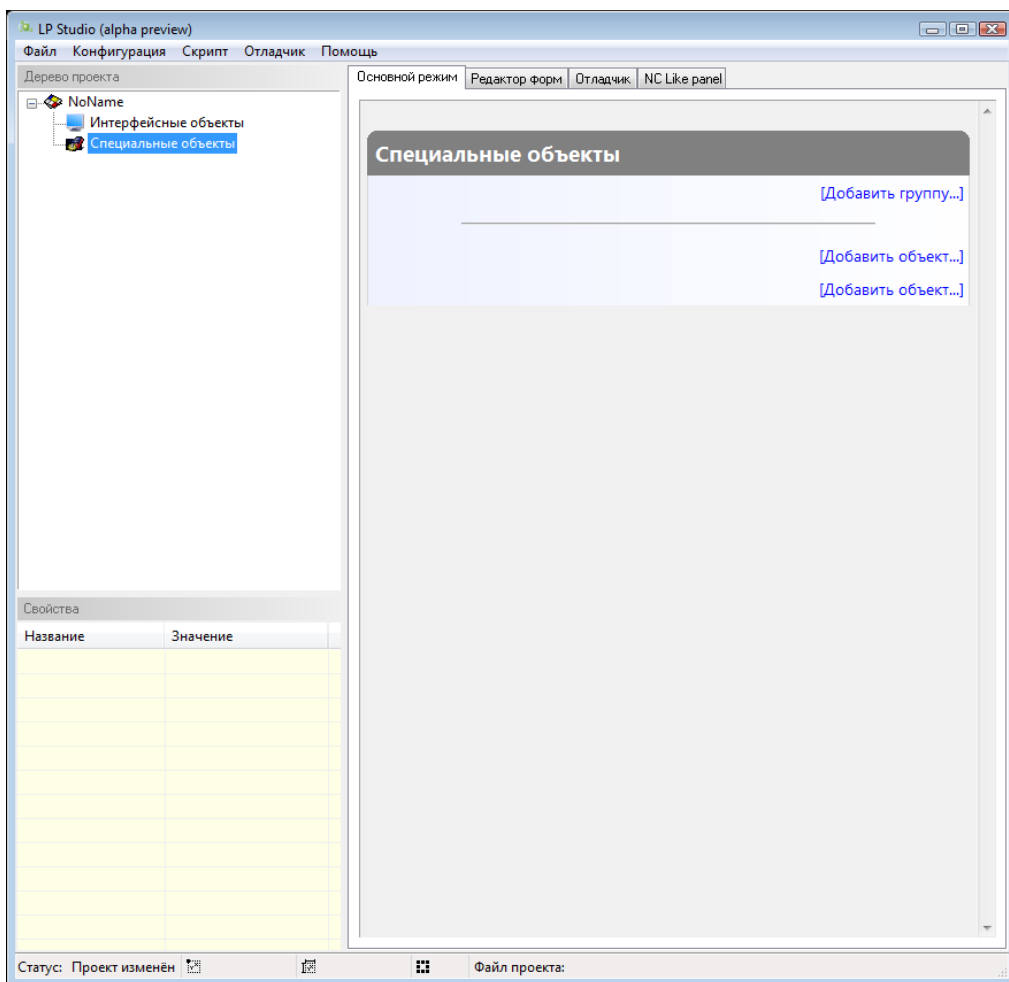 LP Studio (alpha preview)
Файл Конфигурация Скрипт Отладчик Помощь
Дерево проекта
NoName
Интерфейсные объекты
Специальные объекты
Свойства
Название Значение
Основной режим Редактор форм Отладчик NC Like panel
Специальные объекты
[Добавить группу...]
[Добавить объект...]
[Добавить объект...]
Статус: Проект изменён Файл проекта: